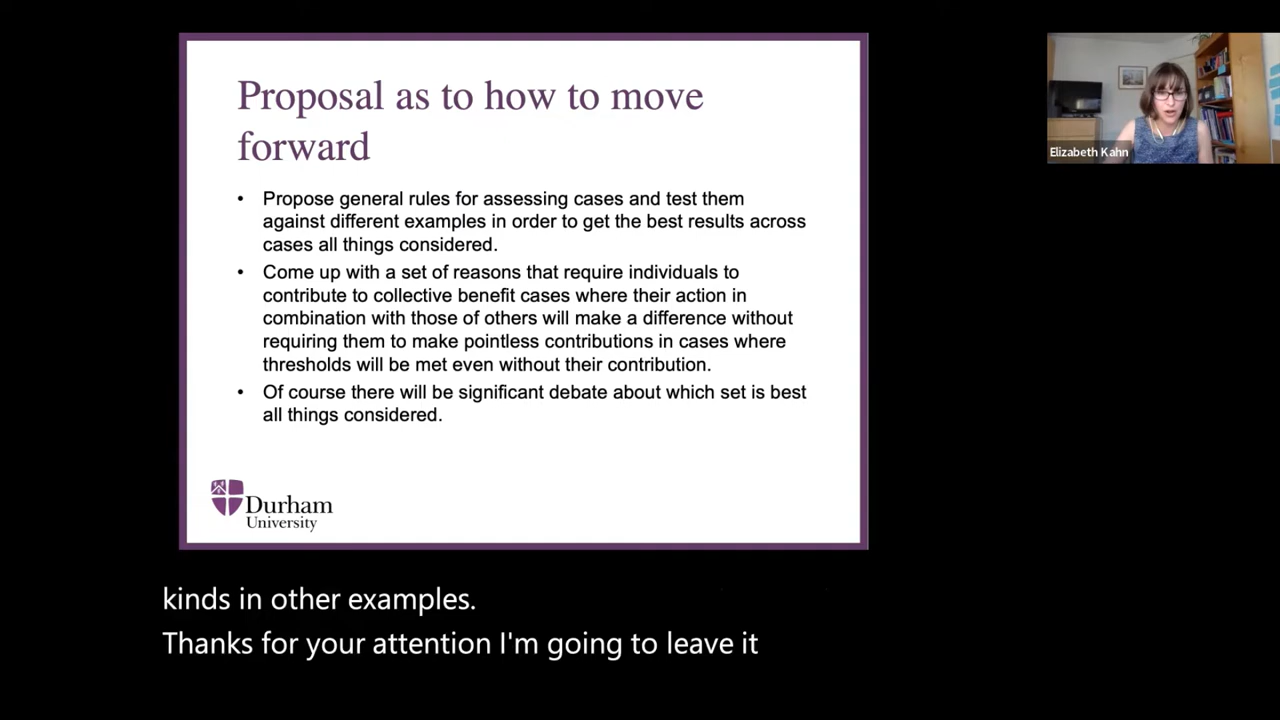 Proposal as to how to move
forward
• Propose general rules for assessing cases and test them
against different examples in order to get the best results across
cases all things considered.
• Come up with a set of reasons that require individuals to
contribute to collective benefit cases where their action in
combination with those of others will make a difference without
requiring them to make pointless contributions in cases where
thresholds will be met even without their contribution.
• Of course there will be significant debate about which set is best
all things considered.
Durham
University
Elizabeth Kahn
kinds in other examples.
Thanks for your attention I'm going to leave it